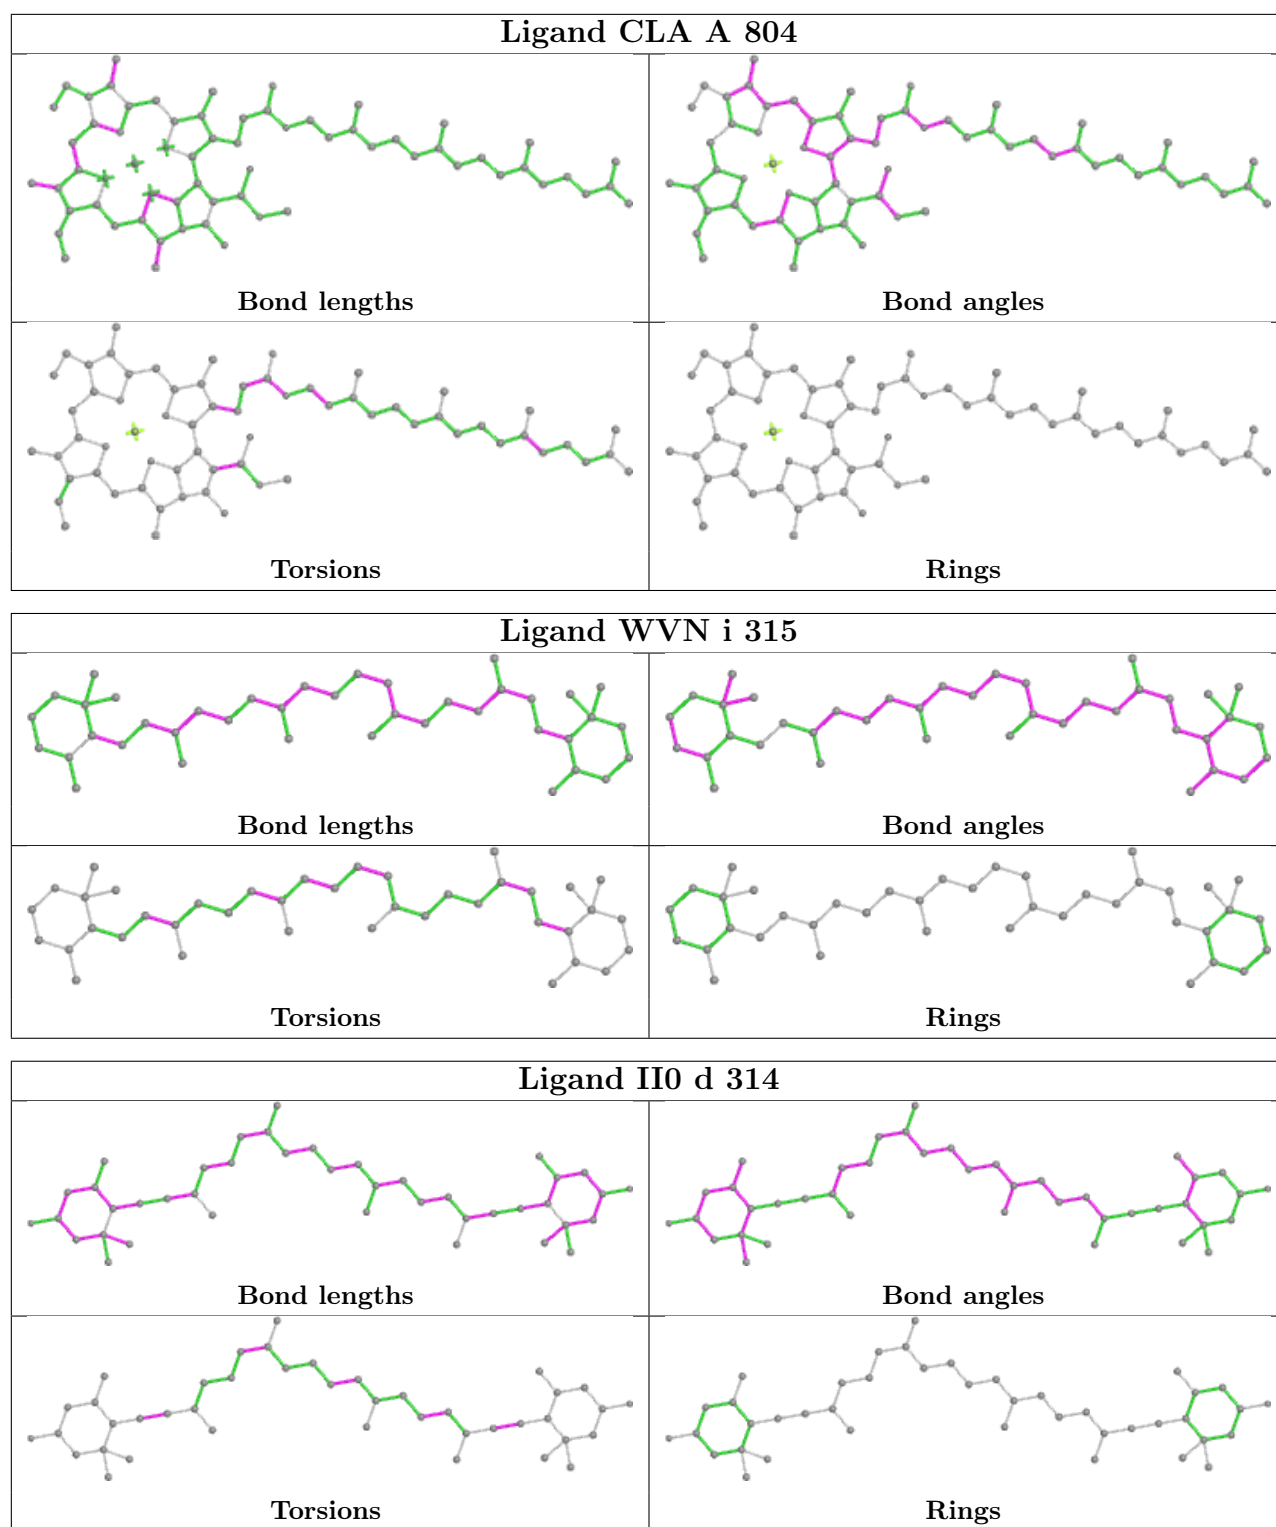 Ligand CLA A 804
Bond lengths
Bond angles
Torsions
Rings
Ligand WVN i 315
Bond lengths
Bond angles
Torsions
Rings
Ligand II0 d 314
Bond lengths
Bond angles
Torsions
Rings